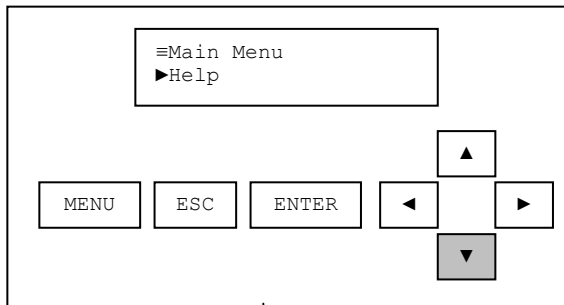 ≡Main Menu
►Help
▲
MENU ESC ENTER ◄ ►
▼